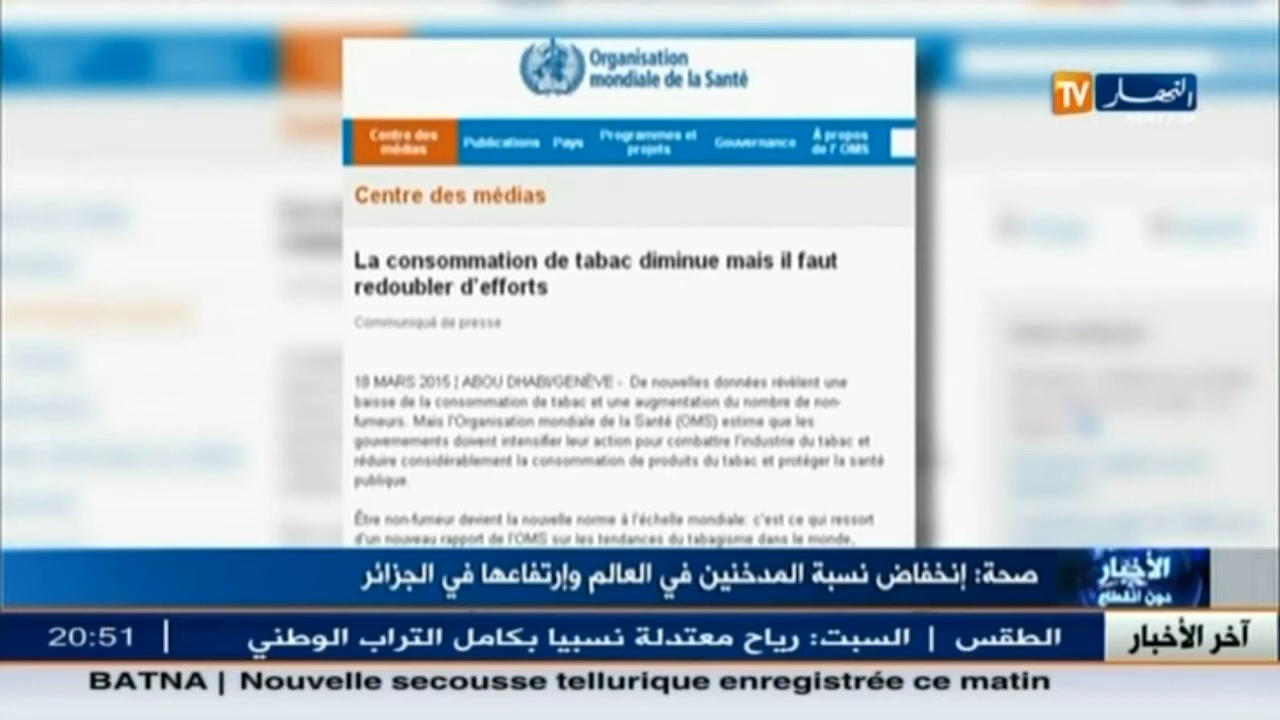 Organisation
mondiale de la Santé
TV النهار
Centre des
médias
Publications
Pays
Programmes et
projets
Gouvernance
À propos
de l'OMS
Centre des médias
La consommation de tabac diminue mais il faut
redoubler d'efforts
Communiqué de presse
18 MARS 2015 | ABOU DHABI/GENÈVE - De nouvelles données révèlent une
baisse de la consommation de tabac et une augmentation du nombre de non-
fumeurs. Mais l'Organisation mondiale de la Santé (OMS) estime que les
gouvernements doivent intensifier leur action pour combattre l'industrie du tabac et
réduire considérablement la consommation de produits du tabac et protéger la santé
publique.
Être non-fumeur devient la nouvelle norme à l'échelle mondiale: c'est ce qui ressort
d'un nouveau rapport de l'OMS sur les tendances du tabagisme dans le monde,
الأخبار
دون انقطاع
صحة: إنخفاض نسبة المدخنين في العالم وإرتفاعها في الجزائر
آخر الأخبار
الطقس | السبت: رياح معتدلة نسبيا بكامل التراب الوطني
20:51
BATNA | Nouvelle secousse tellurique enregistrée ce matin